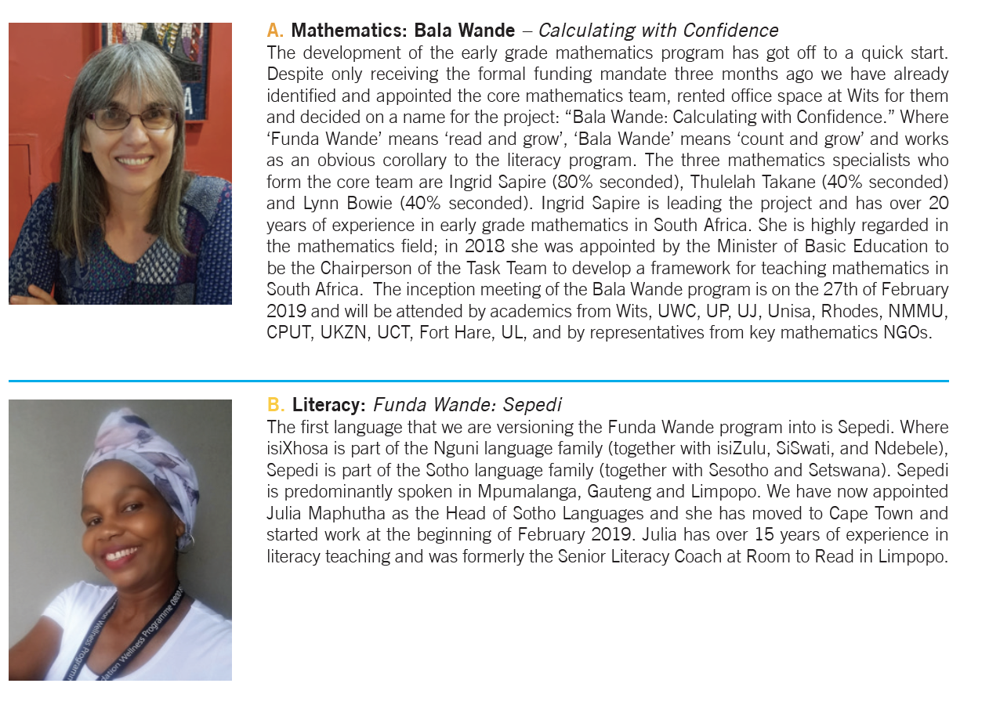 A. Mathematics: Bala Wande – Calculating with Confidence
The development of the early grade mathematics program has got off to a quick start.
Despite only receiving the formal funding mandate three months ago we have already
identified and appointed the core mathematics team, rented office space at Wits for them
and decided on a name for the project: “Bala Wande: Calculating with Confidence.” Where
‘Funda Wande’ means ‘read and grow’, ‘Bala Wande’ means ‘count and grow’ and works
as an obvious corollary to the literacy program. The three mathematics specialists who
form the core team are Ingrid Sapire (80% seconded), Thulelah Takane (40% seconded)
and Lynn Bowie (40% seconded). Ingrid Sapire is leading the project and has over 20
years of experience in early grade mathematics in South Africa. She is highly regarded in
the mathematics field; in 2018 she was appointed by the Minister of Basic Education to
be the Chairperson of the Task Team to develop a framework for teaching mathematics in
South Africa.  The inception meeting of the Bala Wande program is on the 27th of February
2019 and will be attended by academics from Wits, UWC, UP, UJ, Unisa, Rhodes, NMMU,
CPUT, UKZN, UCT, Fort Hare, UL, and by representatives from key mathematics NGOs.
B. Literacy: Funda Wande: Sepedi
The first language that we are versioning the Funda Wande program into is Sepedi. Where
isiXhosa is part of the Nguni language family (together with isiZulu, SiSwati, and Ndebele),
Sepedi is part of the Sotho language family (together with Sesotho and Setswana). Sepedi
is predominantly spoken in Mpumalanga, Gauteng and Limpopo. We have now appointed
Julia Maphutha as the Head of Sotho Languages and she has moved to Cape Town and
started work at the beginning of February 2019. Julia has over 15 years of experience in
literacy teaching and was formerly the Senior Literacy Coach at Room to Read in Limpopo.
Wellness Programm
dation Wellness Programme 0800